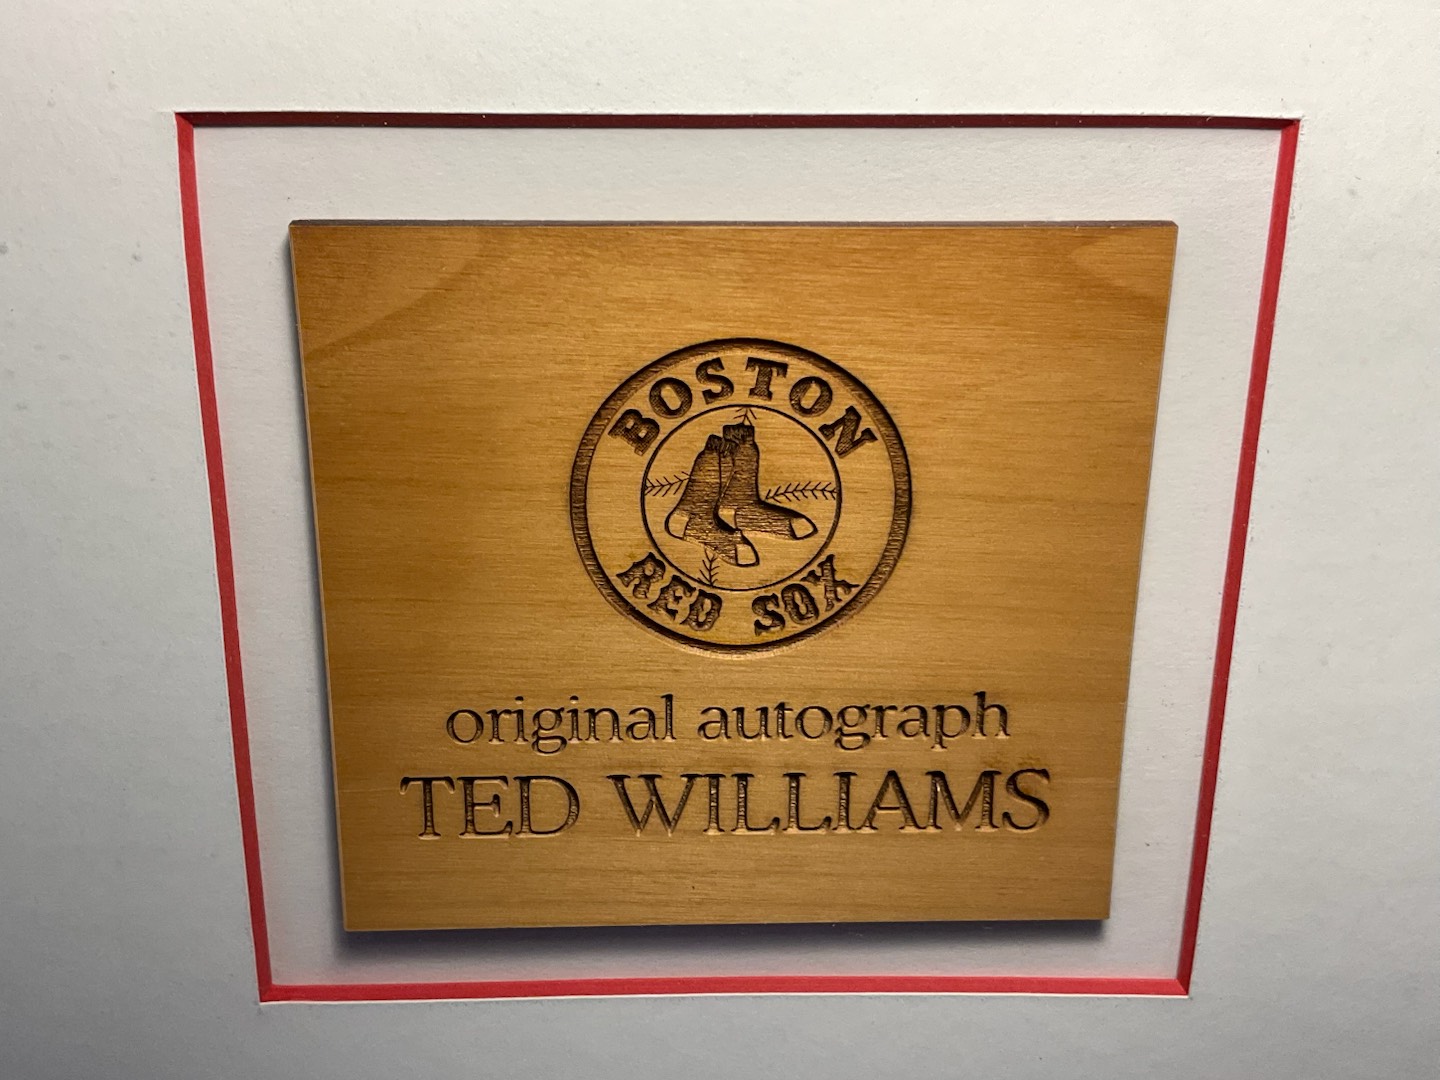 BOSTON
RED SOX
original autograph
TED WILLIAMS